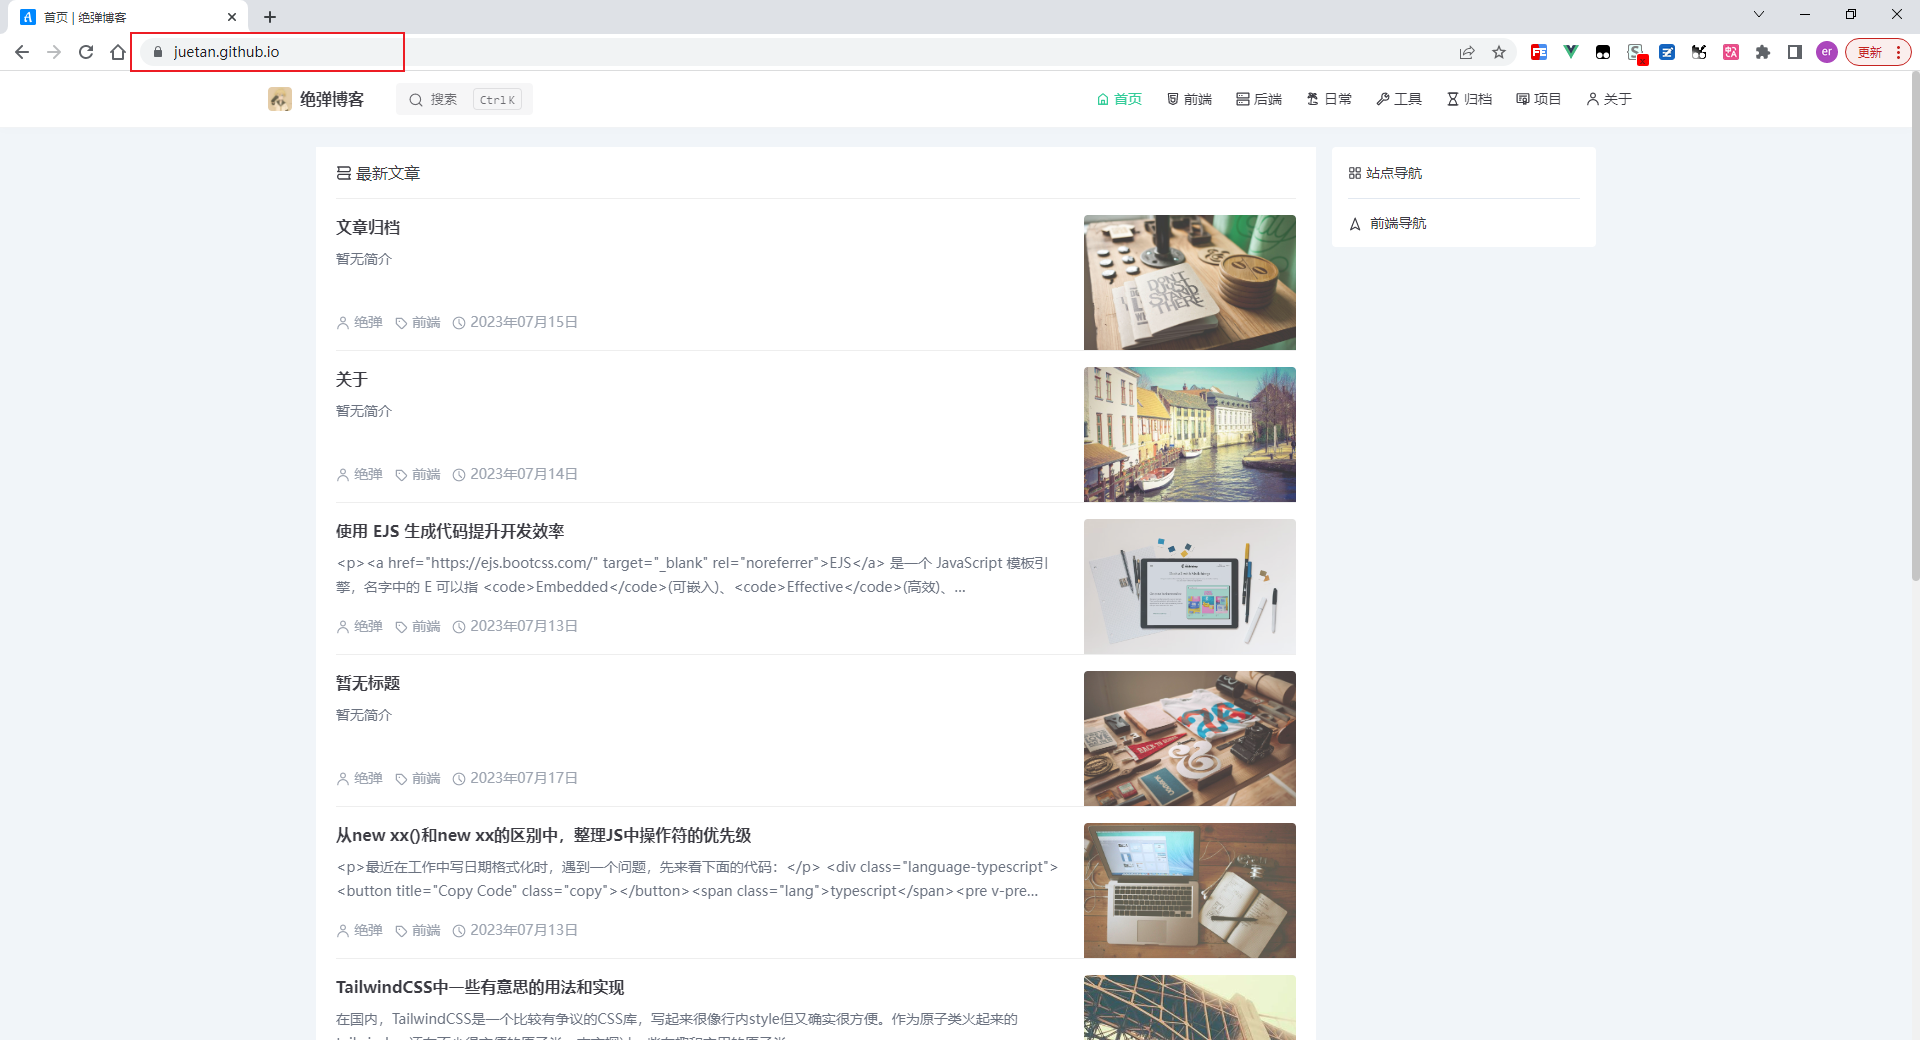 首页 | 绝弹博客
juetan.github.io
er
更新
绝弹博客
搜索 Ctrl K
首页 前端 后端 日常 工具 归档 项目 关于
最新文章
文章归档
暂无简介
绝弹 前端 2023年07月15日
DON'T JUST STAND THERE
关于
暂无简介
绝弹 前端 2023年07月14日
使用 EJS 生成代码提升开发效率
<p><a href="https://ejs.bootcss.com/" target="_blank" rel="noreferrer">EJS</a> 是一个 JavaScript 模板引
擎，名字中的 E 可以指 <code>Embedded</code>(可嵌入)、<code>Effective</code>(高效)、...
绝弹 前端 2023年07月13日
暂无标题
暂无简介
绝弹 前端 2023年07月17日
从new xx()和new xx的区别中，整理JS中操作符的优先级
<p>最近在工作中写日期格式化时，遇到一个问题，先来看下面的代码：</p> <div class="language-typescript">
<button title="Copy Code" class="copy"></button><span class="lang">typescript</span><pre v-pre...
绝弹 前端 2023年07月13日
TailwindCSS中一些有意思的用法和实现
在国内，TailwindCSS是一个比较有争议的CSS库，写起来很像行内style但又确实很方便。作为原子类火起来的
站点导航
前端导航